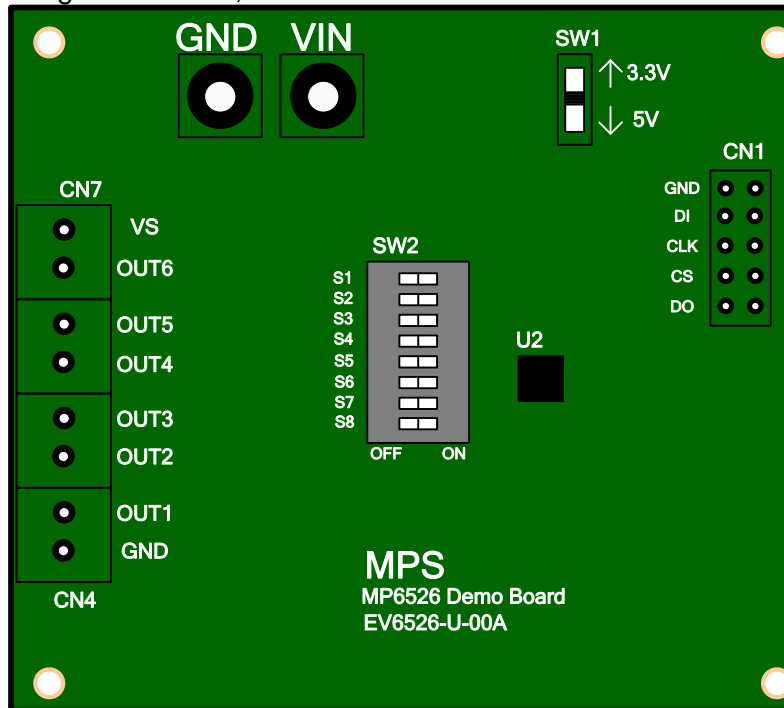 GND VIN
SW1
3.3V
5V
CN1
GND
DI
CLK
CS
DO
CN7
VS
OUT6
OUT5
OUT4
OUT3
OUT2
OUT1
GND
CN4
SW2
S1
S2
S3
S4
S5
S6
S7
S8
OFF ON
U2
MPS
MP6526 Demo Board
EV6526-U-00A